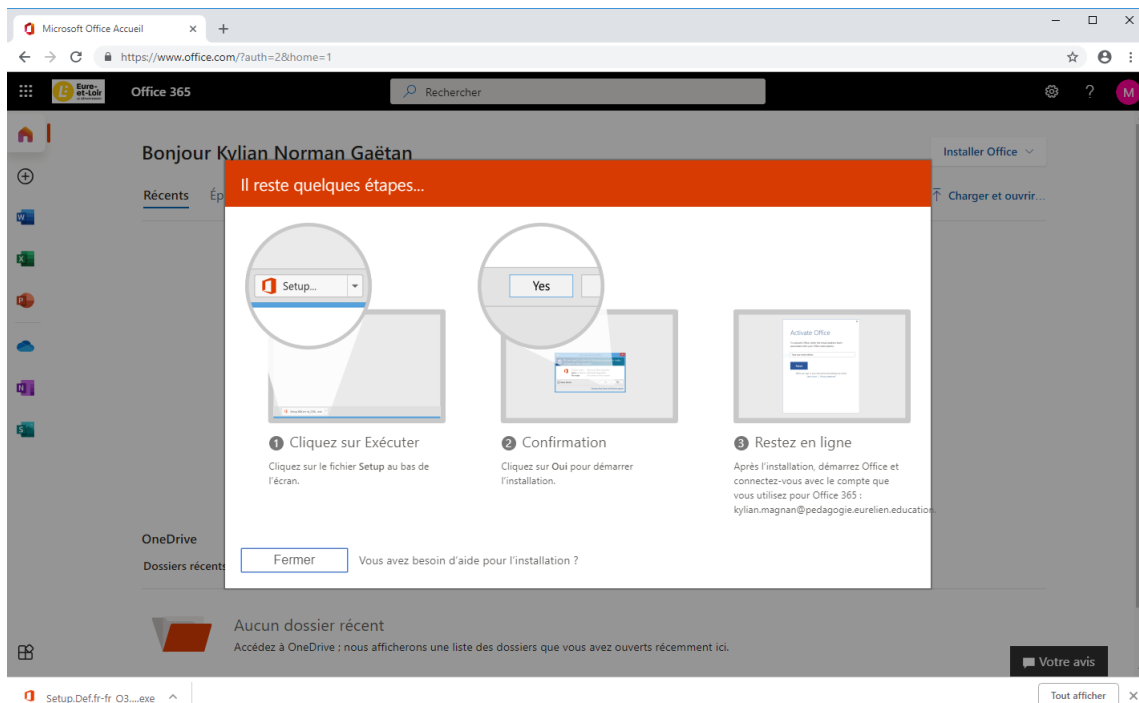 Microsoft Office Accueil
https://www.office.com/?auth=2&home=1
Eure-
et-Loir
Office 365
Rechercher
?
M
Bonjour Kylian Norman Gaëtan
Installer Office
Récents Ép
Charger et ouvrir...
Il reste quelques étapes...
Setup...
Yes
Activate Office
1 Cliquez sur Exécuter
Cliquez sur le fichier Setup au bas de
l'écran.
2 Confirmation
Cliquez sur Oui pour démarrer
l'installation.
3 Restez en ligne
Après l'installation, démarrez Office et
connectez-vous avec le compte que
vous utilisez pour Office 365 :
kylian.magnan@pedagogie.eurelien.education.
OneDrive
Dossiers récents
Fermer
Vous avez besoin d'aide pour l'installation ?
Aucun dossier récent
Accédez à OneDrive ; nous afficherons une liste des dossiers que vous avez ouverts récemment ici.
Votre avis
Setup.Def.fr-fr_O3....exe
Tout afficher